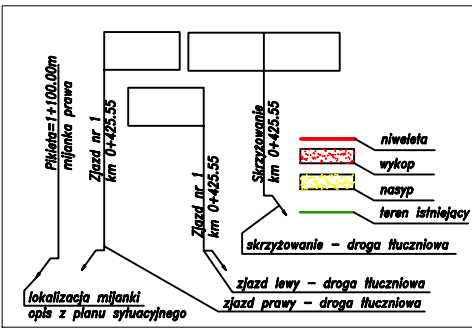 Pikieta=1+100.00m
mijanka prawa
Zjazd nr 1
km 0+425.55
Zjazd nr 1
km 0+425.55
Skrzyżowanie
km 0+425.55
niweleta
wykop
nasyp
teren istniejący
skrzyżowanie - droga tłuczniowa
zjazd lewy - droga tłuczniowa
zjazd prawy - droga tłuczniowa
lokalizacja mijanki
opis z planu sytuacyjnego